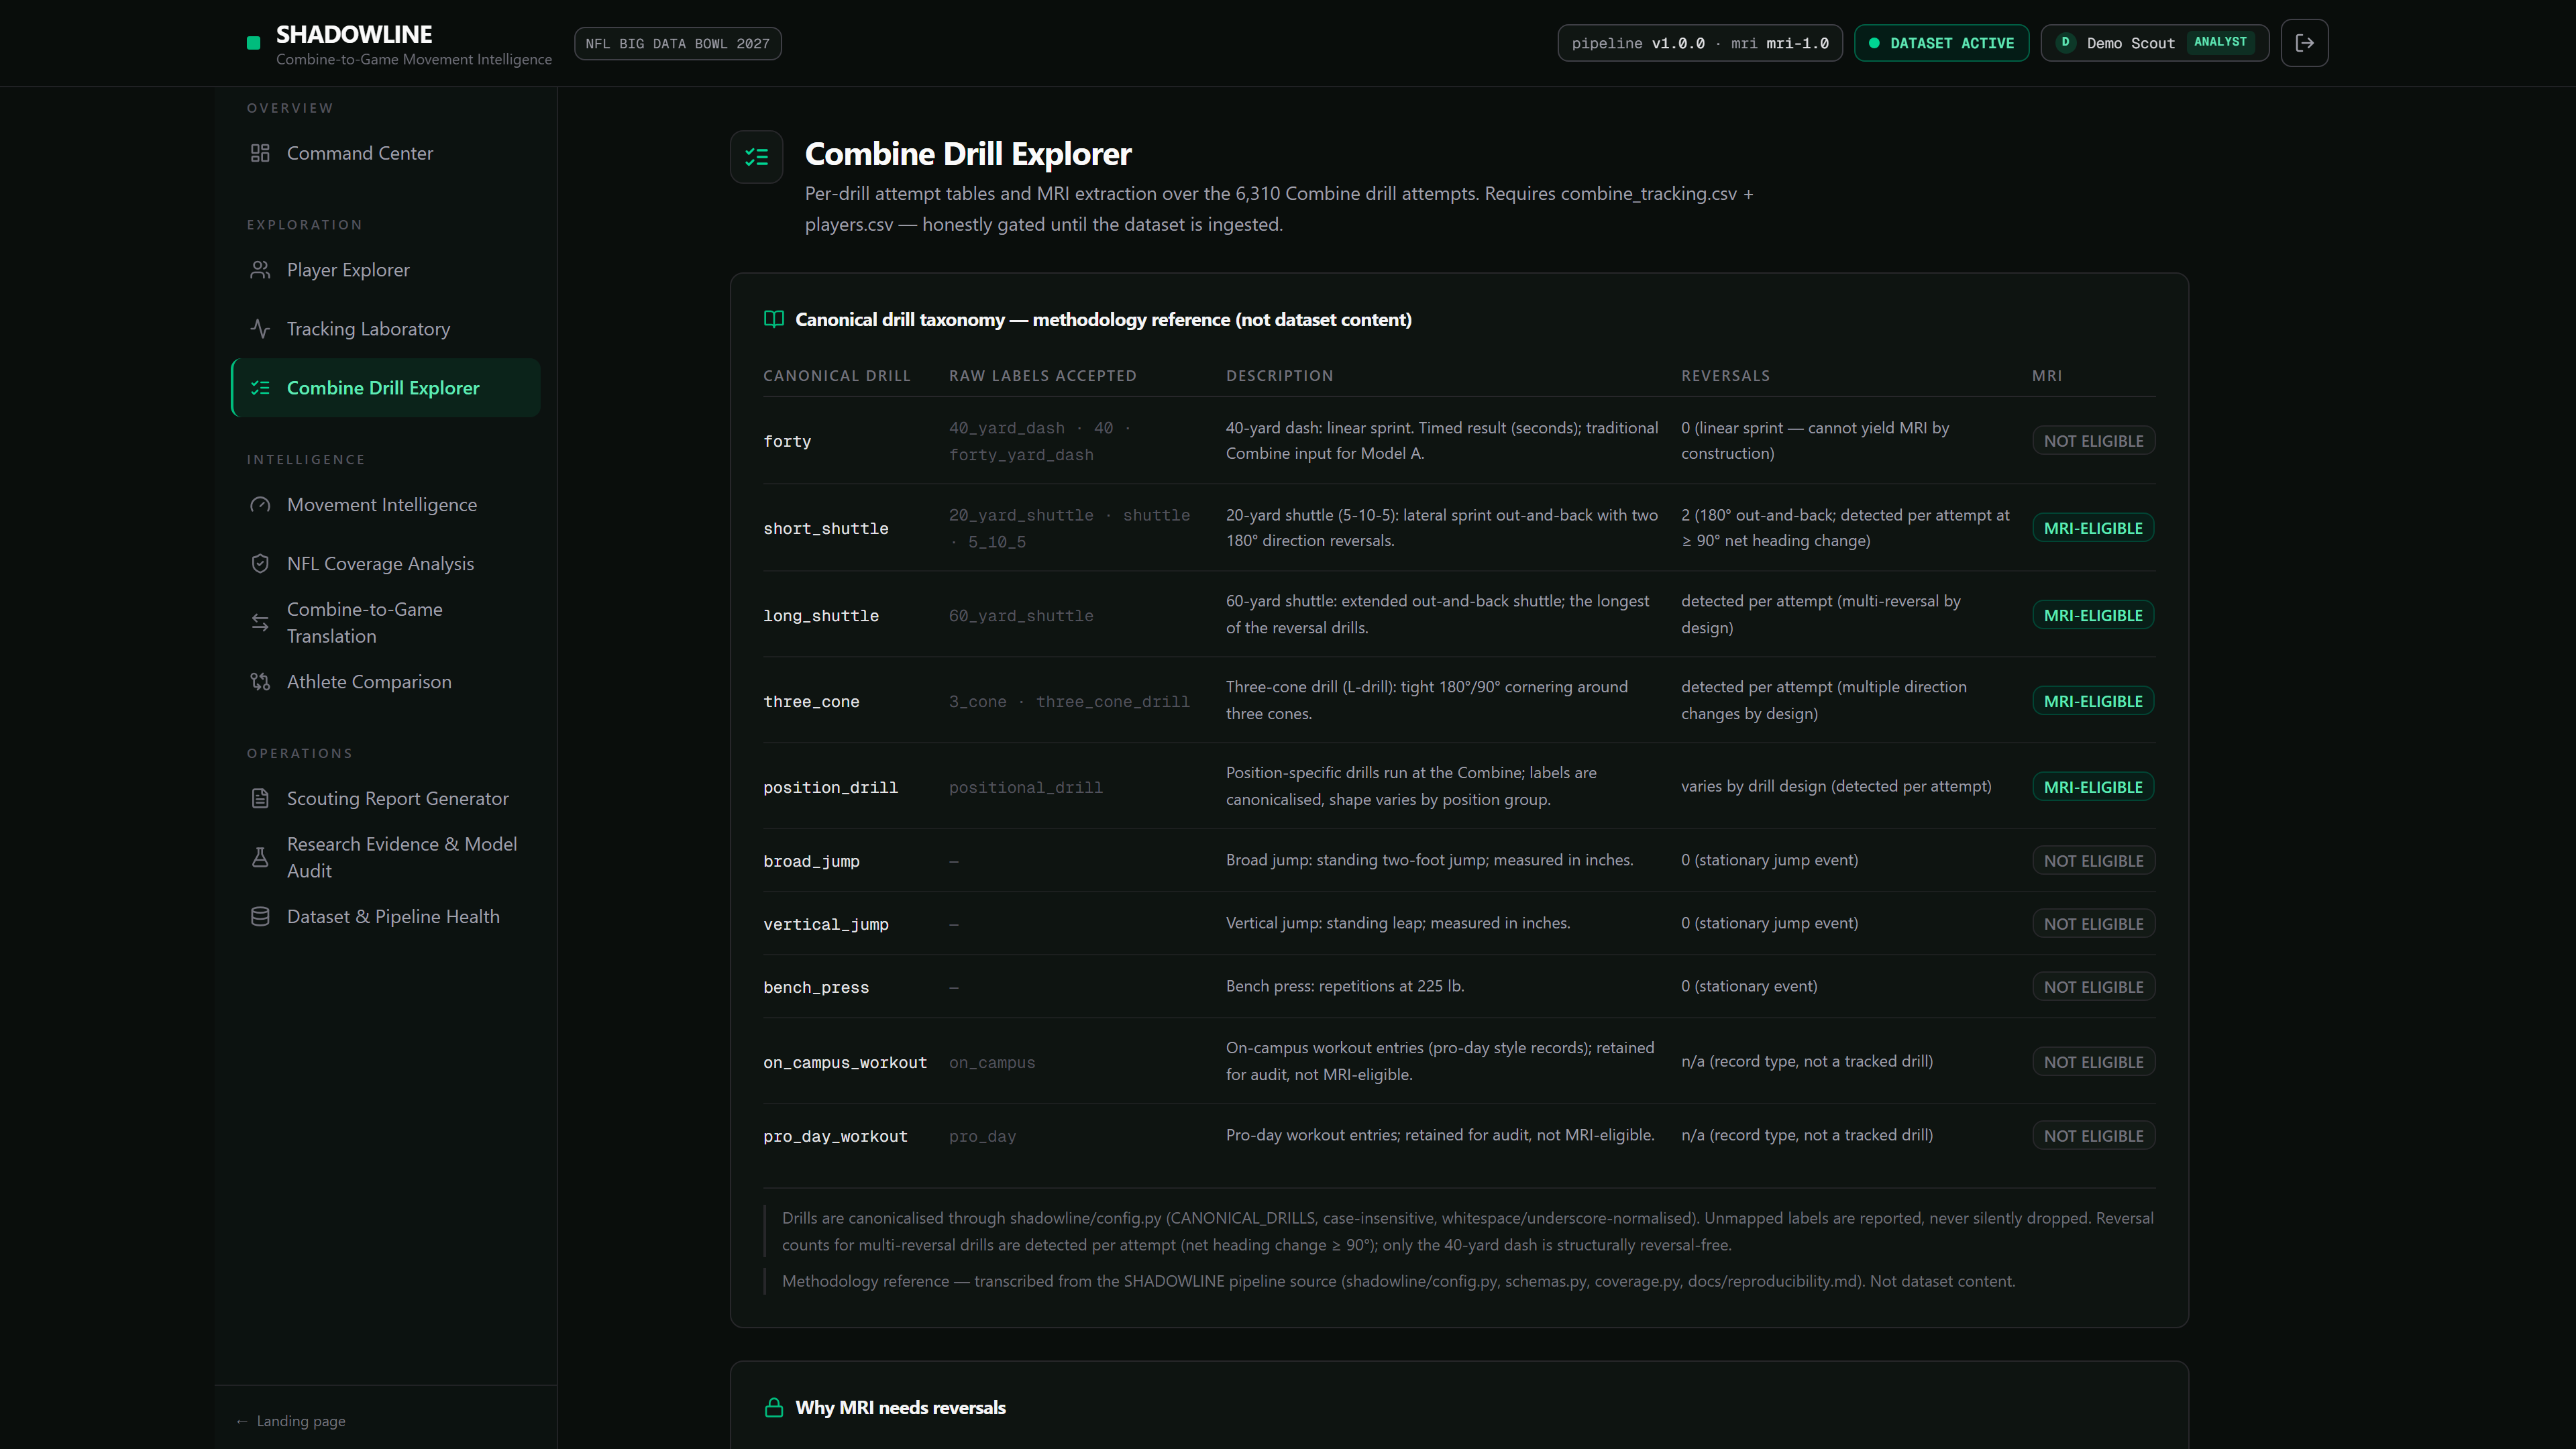 SHADOWLINE
Combine-to-Game Movement Intelligence
NFL BIG DATA BOWL 2027
pipeline v1.0.0 · mri mri-1.0
DATASET ACTIVE
D Demo Scout ANALYST
OVERVIEW
Command Center
EXPLORATION
Player Explorer
Tracking Laboratory
Combine Drill Explorer
INTELLIGENCE
Movement Intelligence
NFL Coverage Analysis
Combine-to-Game
Translation
Athlete Comparison
OPERATIONS
Scouting Report Generator
Research Evidence & Model
Audit
Dataset & Pipeline Health
← Landing page
Combine Drill Explorer
Per-drill attempt tables and MRI extraction over the 6,310 Combine drill attempts. Requires combine_tracking.csv +
players.csv — honestly gated until the dataset is ingested.
Canonical drill taxonomy — methodology reference (not dataset content)
CANONICAL DRILL RAW LABELS ACCEPTED DESCRIPTION REVERSALS MRI
forty
40_yard_dash · 40 ·
forty_yard_dash
40-yard dash: linear sprint. Timed result (seconds); traditional
Combine input for Model A.
0 (linear sprint — cannot yield MRI by
construction)
NOT ELIGIBLE
short_shuttle
20_yard_shuttle · shuttle
· 5_10_5
20-yard shuttle (5-10-5): lateral sprint out-and-back with two
180° direction reversals.
2 (180° out-and-back; detected per attempt at
≥ 90° net heading change)
MRI-ELIGIBLE
long_shuttle
60_yard_shuttle
60-yard shuttle: extended out-and-back shuttle; the longest
of the reversal drills.
detected per attempt (multi-reversal by
design)
MRI-ELIGIBLE
three_cone
3_cone · three_cone_drill
Three-cone drill (L-drill): tight 180°/90° cornering around
three cones.
detected per attempt (multiple direction
changes by design)
MRI-ELIGIBLE
position_drill
positional_drill
Position-specific drills run at the Combine; labels are
canonicalised, shape varies by position group.
varies by drill design (detected per attempt)
MRI-ELIGIBLE
broad_jump
—
Broad jump: standing two-foot jump; measured in inches.
0 (stationary jump event)
NOT ELIGIBLE
vertical_jump
—
Vertical jump: standing leap; measured in inches.
0 (stationary jump event)
NOT ELIGIBLE
bench_press
—
Bench press: repetitions at 225 lb.
0 (stationary event)
NOT ELIGIBLE
on_campus_workout
on_campus
On-campus workout entries (pro-day style records); retained
for audit, not MRI-eligible.
n/a (record type, not a tracked drill)
NOT ELIGIBLE
pro_day_workout
pro_day
Pro-day workout entries; retained for audit, not MRI-eligible.
n/a (record type, not a tracked drill)
NOT ELIGIBLE
Drills are canonicalised through shadowline/config.py (CANONICAL_DRILLS, case-insensitive, whitespace/underscore-normalised). Unmapped labels are reported, never silently dropped. Reversal
counts for multi-reversal drills are detected per attempt (net heading change ≥ 90°); only the 40-yard dash is structurally reversal-free.
Methodology reference — transcribed from the SHADOWLINE pipeline source (shadowline/config.py, schemas.py, coverage.py, docs/reproducibility.md). Not dataset content.
Why MRI needs reversals